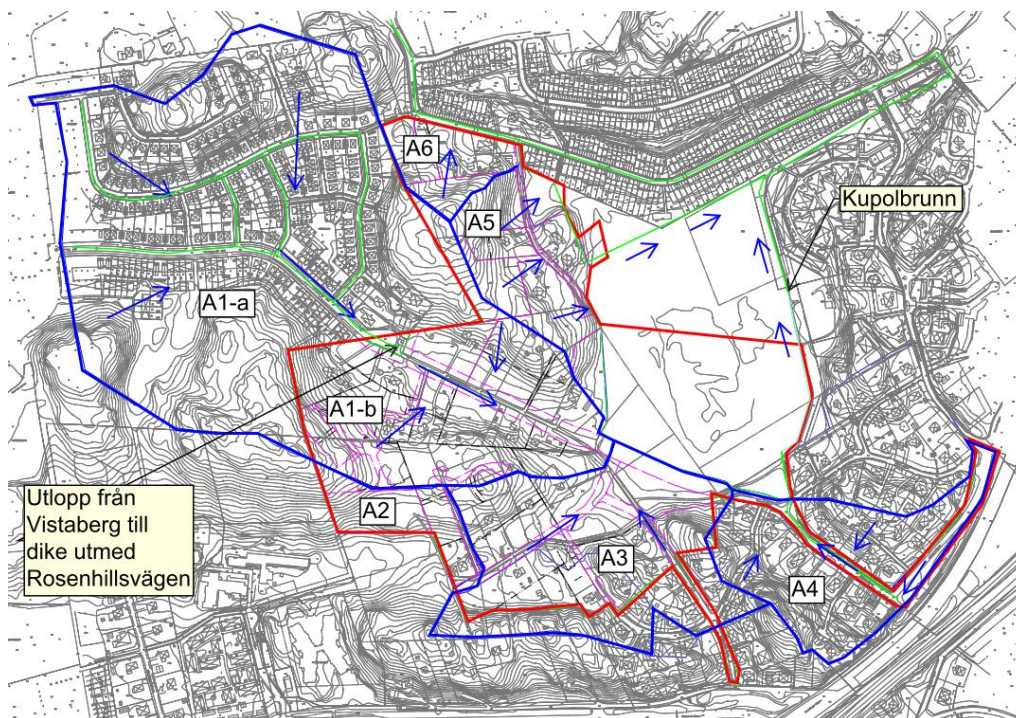 A6
Kupolbrunn
A5
A1-a
A1-b
Utlopp från
Vistaberg till
dike utmed
Rosenhillsvägen
A2
A3
A4